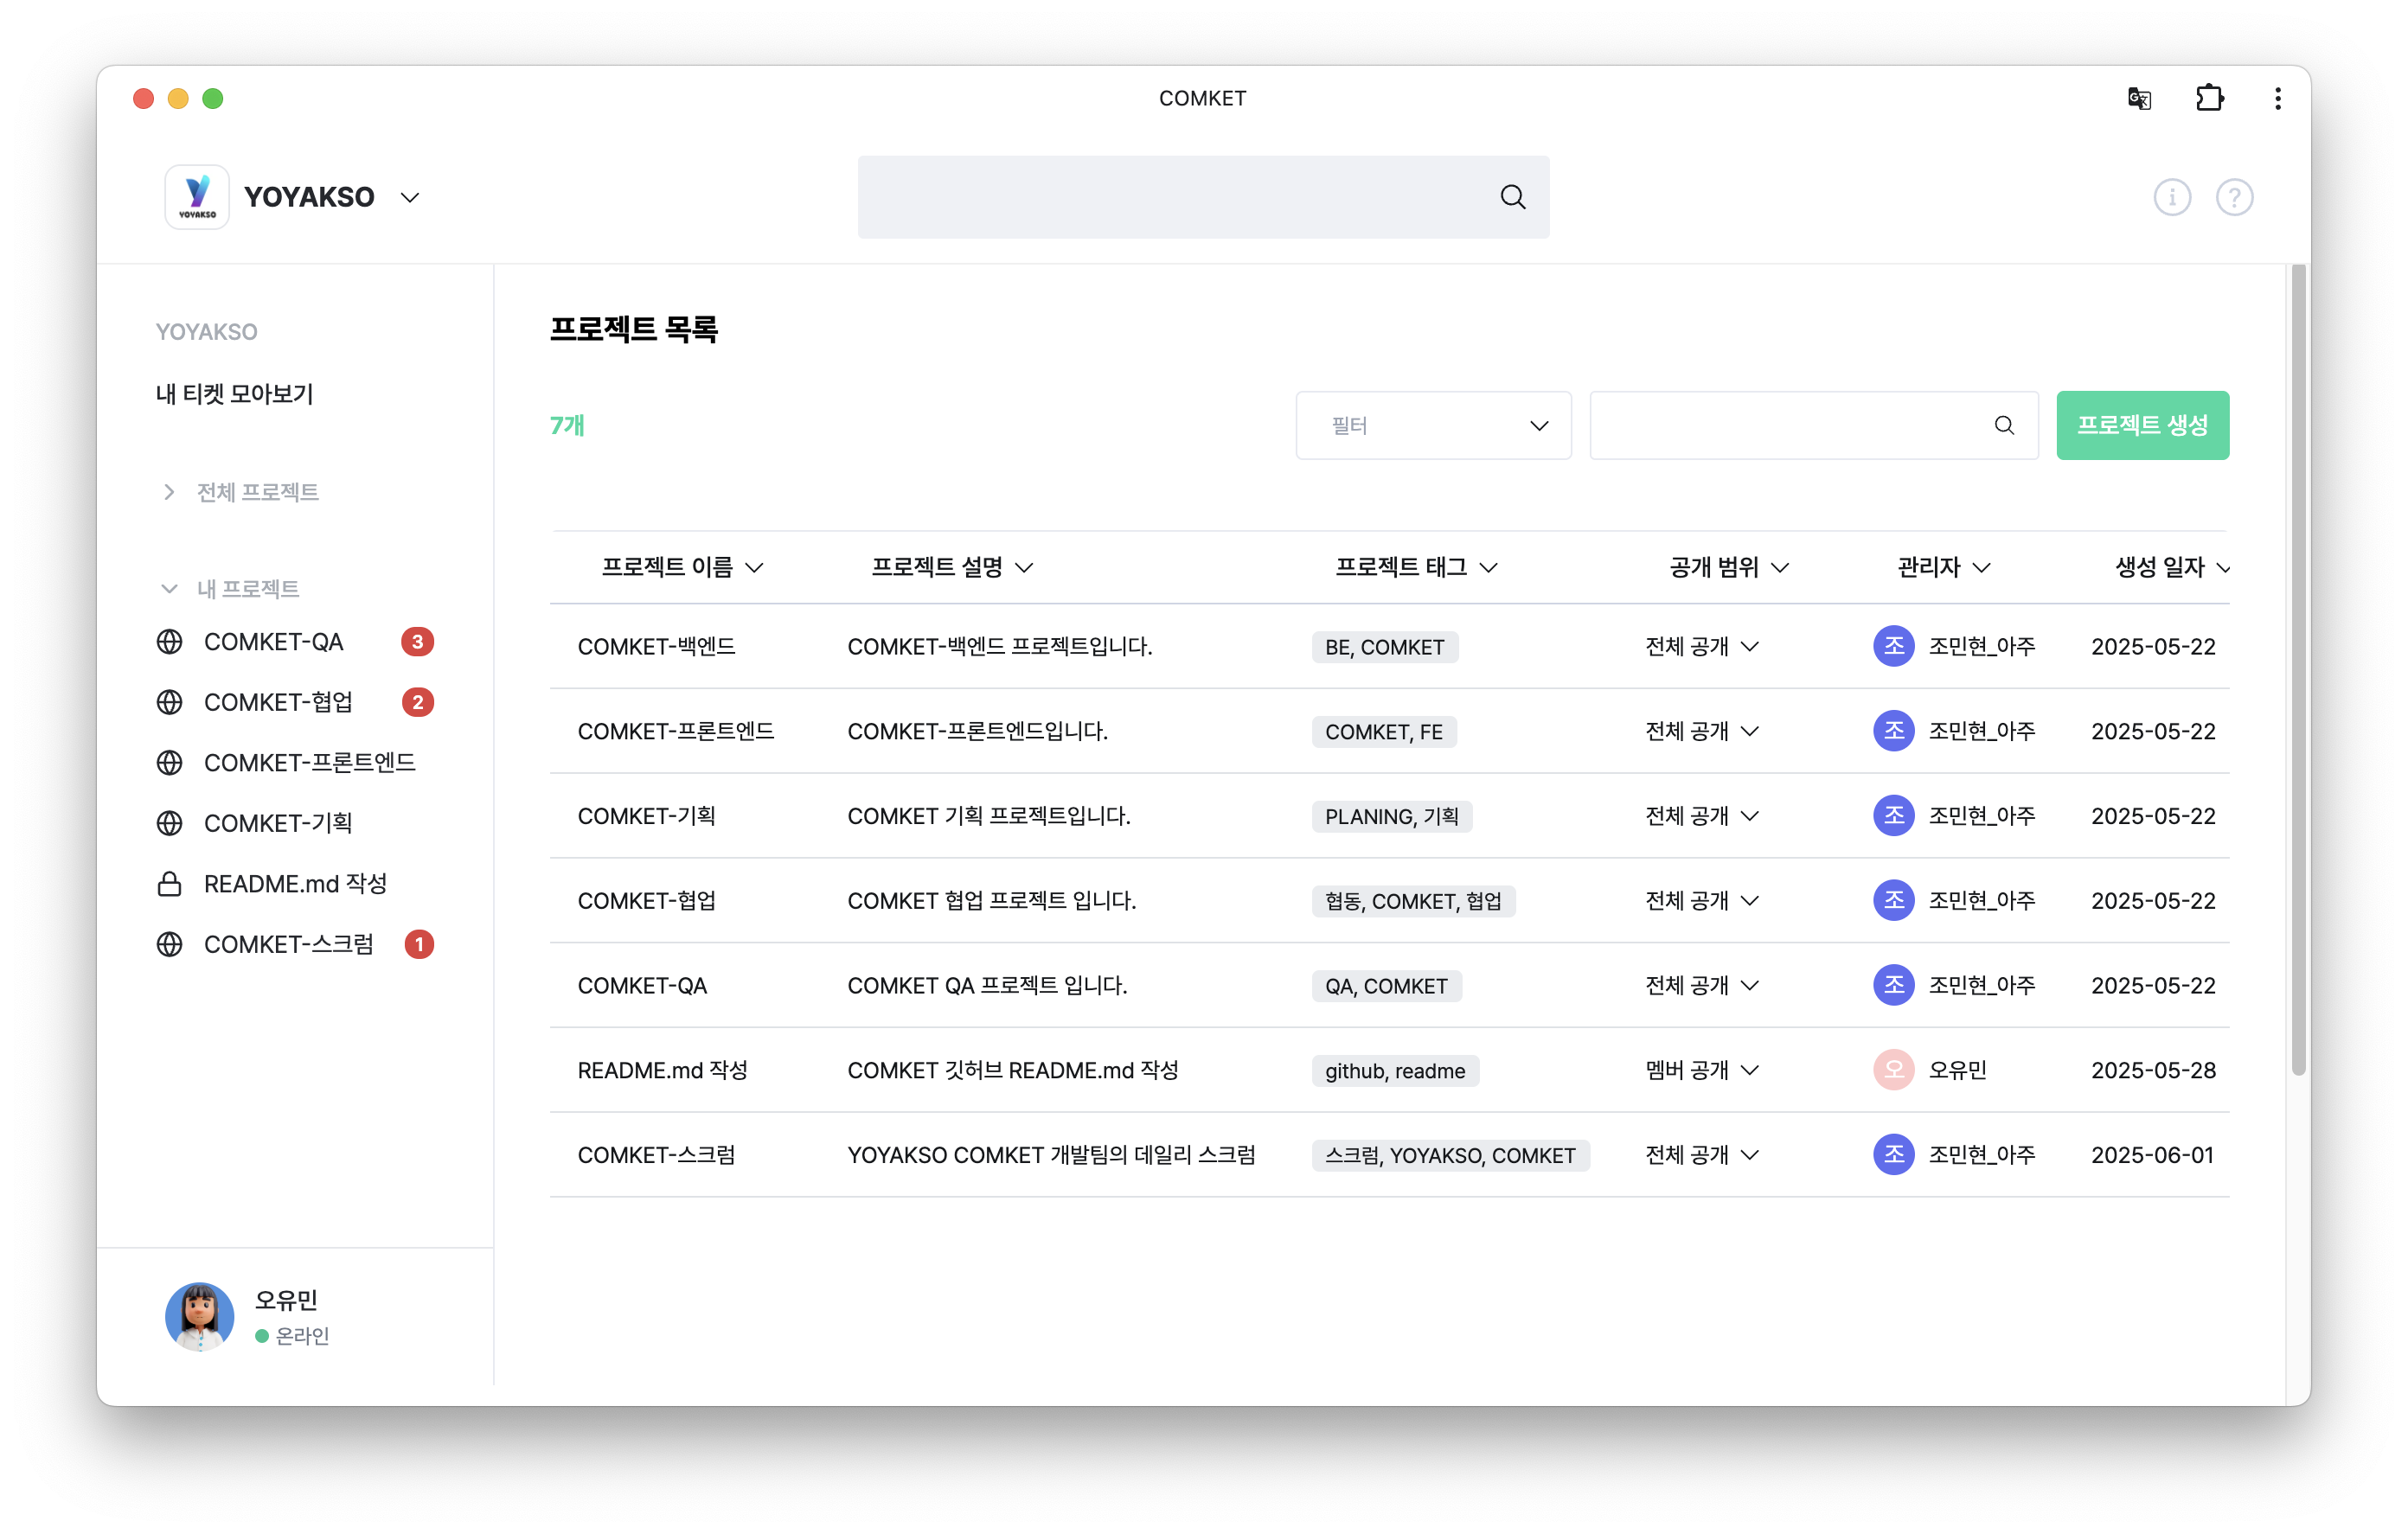 COMKET
YOYAKSO
YOYAKSO
YOYAKSO
내 티켓 모아보기
전체 프로젝트
내 프로젝트
COMKET-QA 3
COMKET-협업 2
COMKET-프론트엔드
COMKET-기획
README.md 작성
COMKET-스크럼 1
오유민
온라인
프로젝트 목록
7개 필터 프로젝트 생성
프로젝트 이름 프로젝트 설명 프로젝트 태그 공개 범위 관리자 생성 일자
COMKET-백엔드 COMKET-백엔드 프로젝트입니다. BE, COMKET 전체 공개 조 조민현_아주 2025-05-22
COMKET-프론트엔드 COMKET-프론트엔드입니다. COMKET, FE 전체 공개 조 조민현_아주 2025-05-22
COMKET-기획 COMKET 기획 프로젝트입니다. PLANING, 기획 전체 공개 조 조민현_아주 2025-05-22
COMKET-협업 COMKET 협업 프로젝트 입니다. 협동, COMKET, 협업 전체 공개 조 조민현_아주 2025-05-22
COMKET-QA COMKET QA 프로젝트 입니다. QA, COMKET 전체 공개 조 조민현_아주 2025-05-22
README.md 작성 COMKET 깃허브 README.md 작성 github, readme 멤버 공개 오 오유민 2025-05-28
COMKET-스크럼 YOYAKSO COMKET 개발팀의 데일리 스크럼 스크럼, YOYAKSO, COMKET 전체 공개 조 조민현_아주 2025-06-01